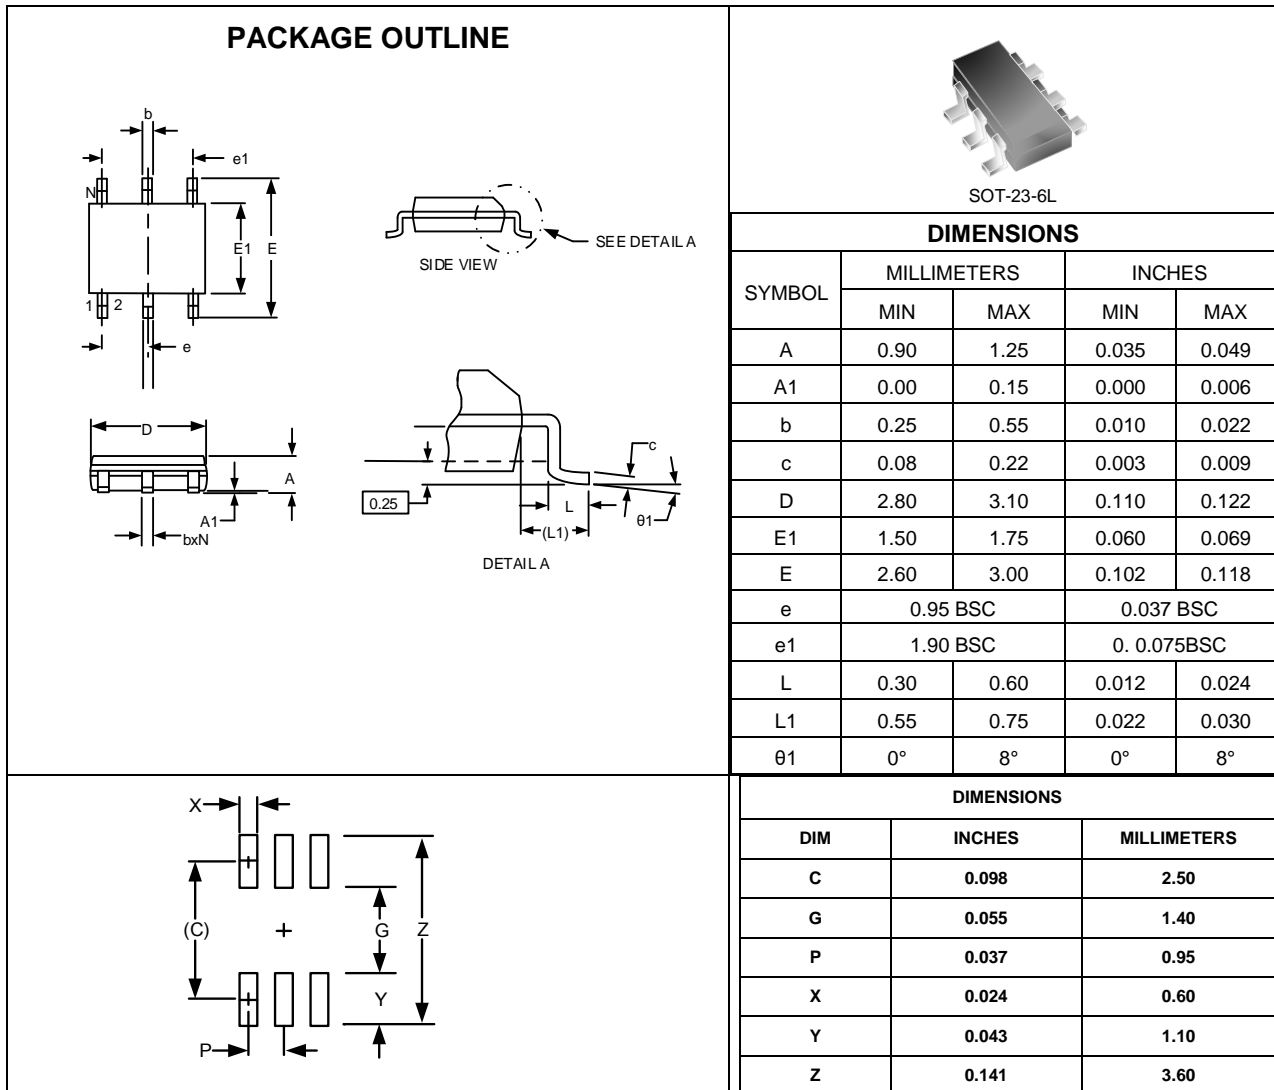 PACKAGE OUTLINE
b
e1
N
E1
E
1
2
e
SIDE VIEW
SEE DETAIL A
D
A
A1
bxN
0.25
c
L
(L1)
θ1
DETAIL A
SOT-23-6L
DIMENSIONS
SYMBOL MILLIMETERS INCHES
MIN MAX MIN MAX
A 0.90 1.25 0.035 0.049
A1 0.00 0.15 0.000 0.006
b 0.25 0.55 0.010 0.022
c 0.08 0.22 0.003 0.009
D 2.80 3.10 0.110 0.122
E1 1.50 1.75 0.060 0.069
E 2.60 3.00 0.102 0.118
e 0.95 BSC 0.037 BSC
e1 1.90 BSC 0. 0.075BSC
L 0.30 0.60 0.012 0.024
L1 0.55 0.75 0.022 0.030
θ1 0° 8° 0° 8°
X
(C)
G
Z
Y
P
DIMENSIONS
DIM INCHES MILLIMETERS
C 0.098 2.50
G 0.055 1.40
P 0.037 0.95
X 0.024 0.60
Y 0.043 1.10
Z 0.141 3.60